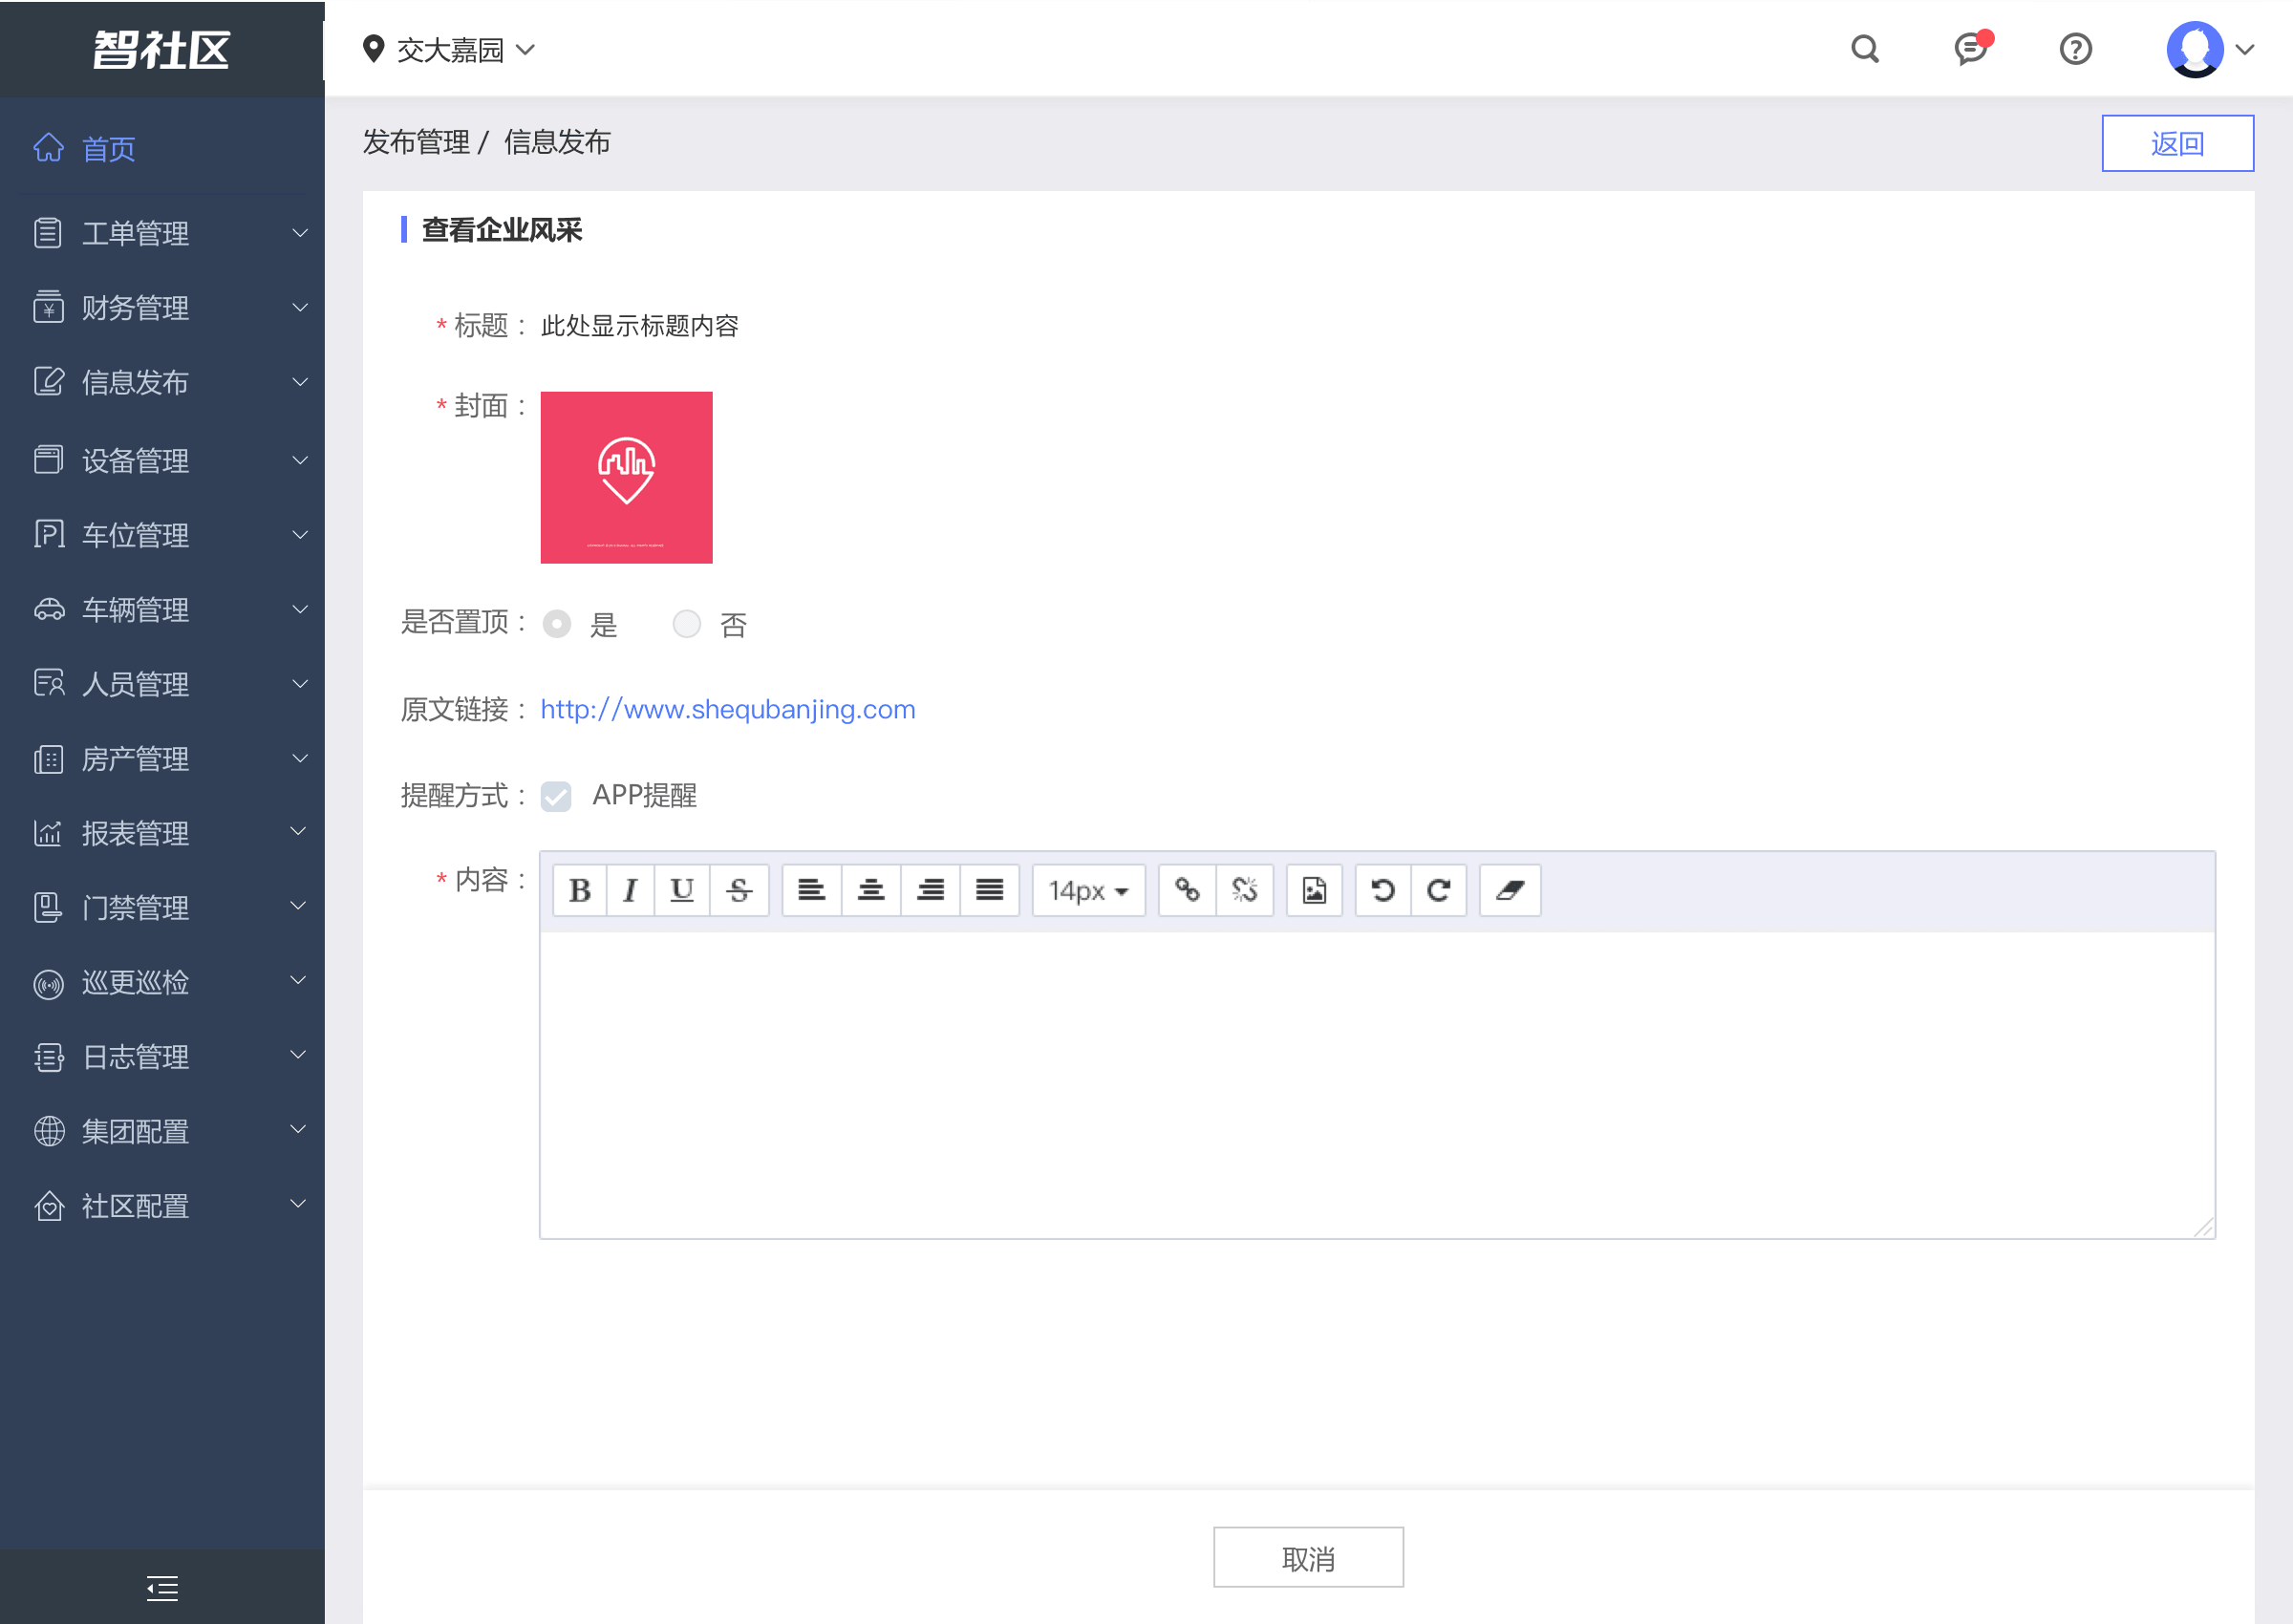 智社区
交大嘉园
首页
工单管理
财务管理
信息发布
设备管理
车位管理
车辆管理
人员管理
房产管理
报表管理
门禁管理
巡更巡检
日志管理
集团配置
社区配置
发布管理 / 信息发布
返回
查看企业风采
* 标题：此处显示标题内容
* 封面：
是否置顶： 是 否
原文链接：http://www.shequbanjing.com
提醒方式： APP提醒
* 内容：
B I U S 14px
取消